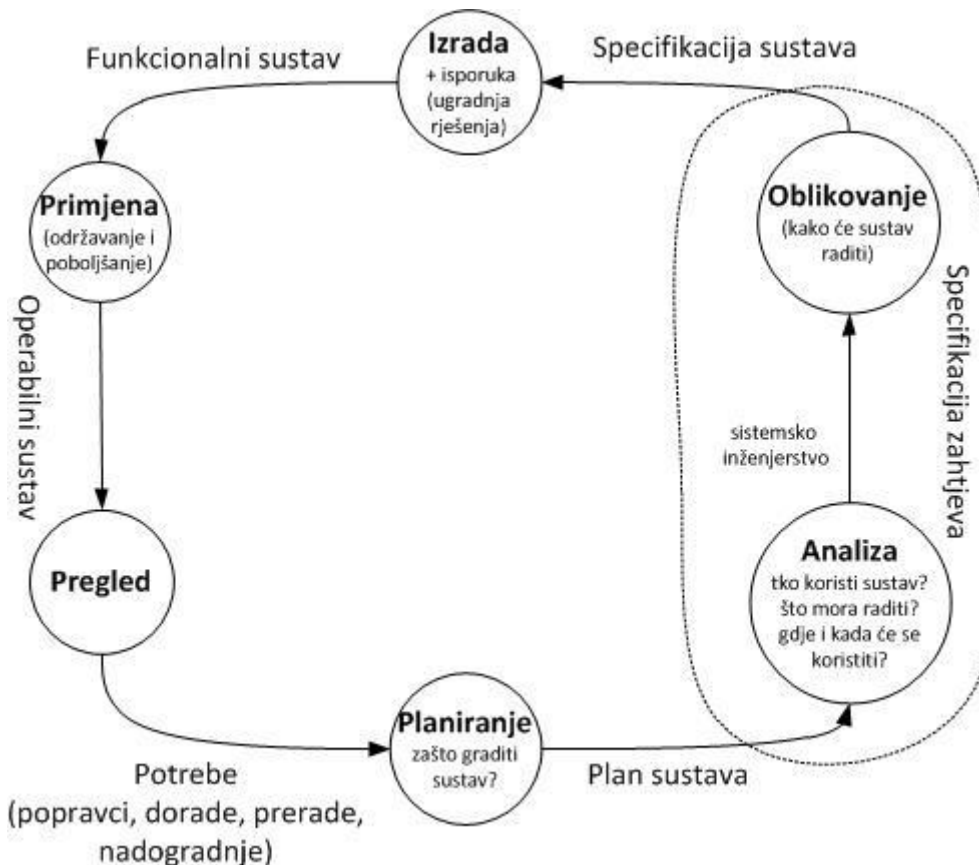 Funkcionalni sustav
Izrada
+ isporuka
(ugradnja
rješenja)
Specifikacija sustava
Primjena
(održavanje i
poboljšanje)
Oblikovanje
(kako će sustav
raditi)
Operabilni sustav
Specifikacija zahtjeva
sistemsko
inženjerstvo
Pregled
Analiza
tko koristi sustav?
što mora raditi?
gdje i kada će se
koristiti?
Planiranje
zašto graditi
sustav?
Potrebe
(popravci, dorade, prerade,
nadogradnje)
Plan sustava